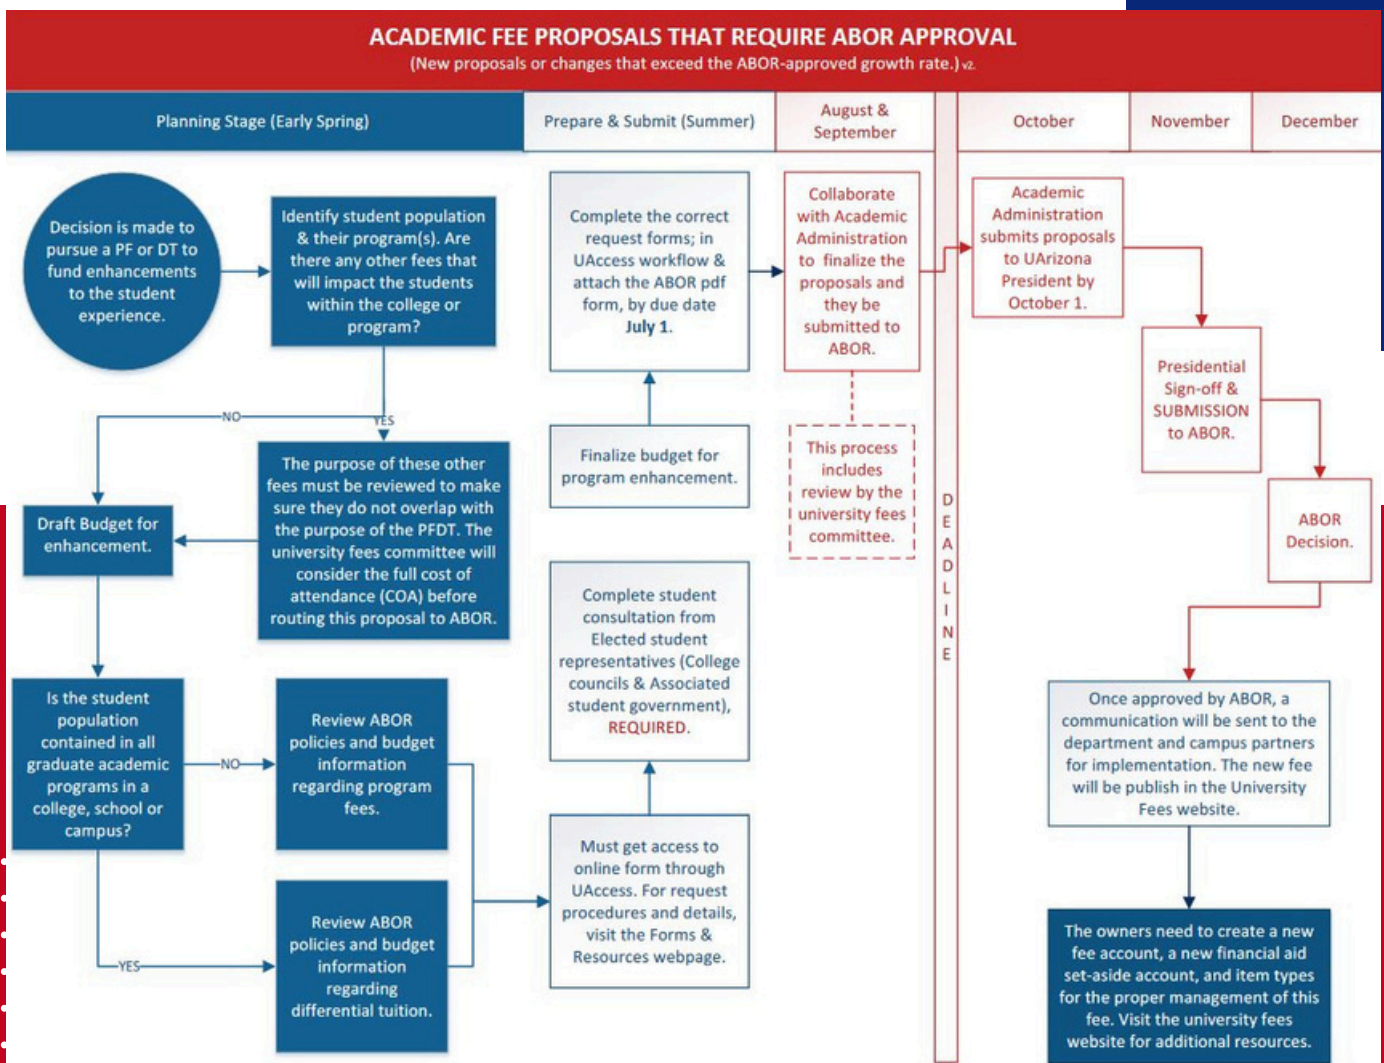 ACADEMIC FEE PROPOSALS THAT REQUIRE ABOR APPROVAL
(New proposals or changes that exceed the ABOR-approved growth rate.) v2.
Planning Stage (Early Spring)
Prepare & Submit (Summer)
August &
September
October
November
December
Decision is made to
pursue a PF or DT to
fund enhancements
to the student
experience.
Identify student population
& their program(s). Are
there any other fees that
will impact the students
within the college or
program?
NO
YES
The purpose of these other
fees must be reviewed to make
sure they do not overlap with
the purpose of the PFDT. The
university fees committee will
consider the full cost of
attendance (COA) before
routing this proposal to ABOR.
Draft Budget for
enhancement.
Is the student
population
contained in all
graduate academic
programs in a
college, school or
campus?
NO
Review ABOR
policies and budget
information
regarding program
fees.
YES
Review ABOR
policies and budget
information
regarding
differential tuition.
Complete the correct
request forms; in
UAccess workflow &
attach the ABOR pdf
form, by due date
July 1.
Finalize budget for
program enhancement.
Complete student
consultation from
Elected student
representatives (College
councils & Associated
student government),
REQUIRED.
Must get access to
online form through
UAccess. For request
procedures and details,
visit the Forms &
Resources webpage.
Collaborate
with Academic
Administration
to finalize the
proposals and
they be
submitted to
ABOR.
This process
includes
review by the
university fees
committee.
DEADLINE
Academic
Administration
submits proposals
to UArizona
President by
October 1.
Presidential
Sign-off &
SUBMISSION
to ABOR.
ABOR
Decision.
Once approved by ABOR, a
communication will be sent to the
department and campus partners
for implementation. The new fee
will be publish in the University
Fees website.
The owners need to create a new
fee account, a new financial aid
set-aside account, and item types
for the proper management of this
fee. Visit the university fees
website for additional resources.